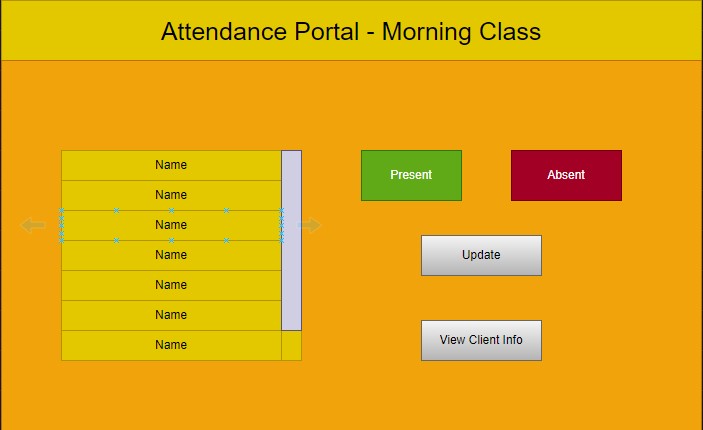 Attendance Portal - Morning Class
Name
Name
Name
Name
Name
Name
Name
Present
Absent
Update
View Client Info